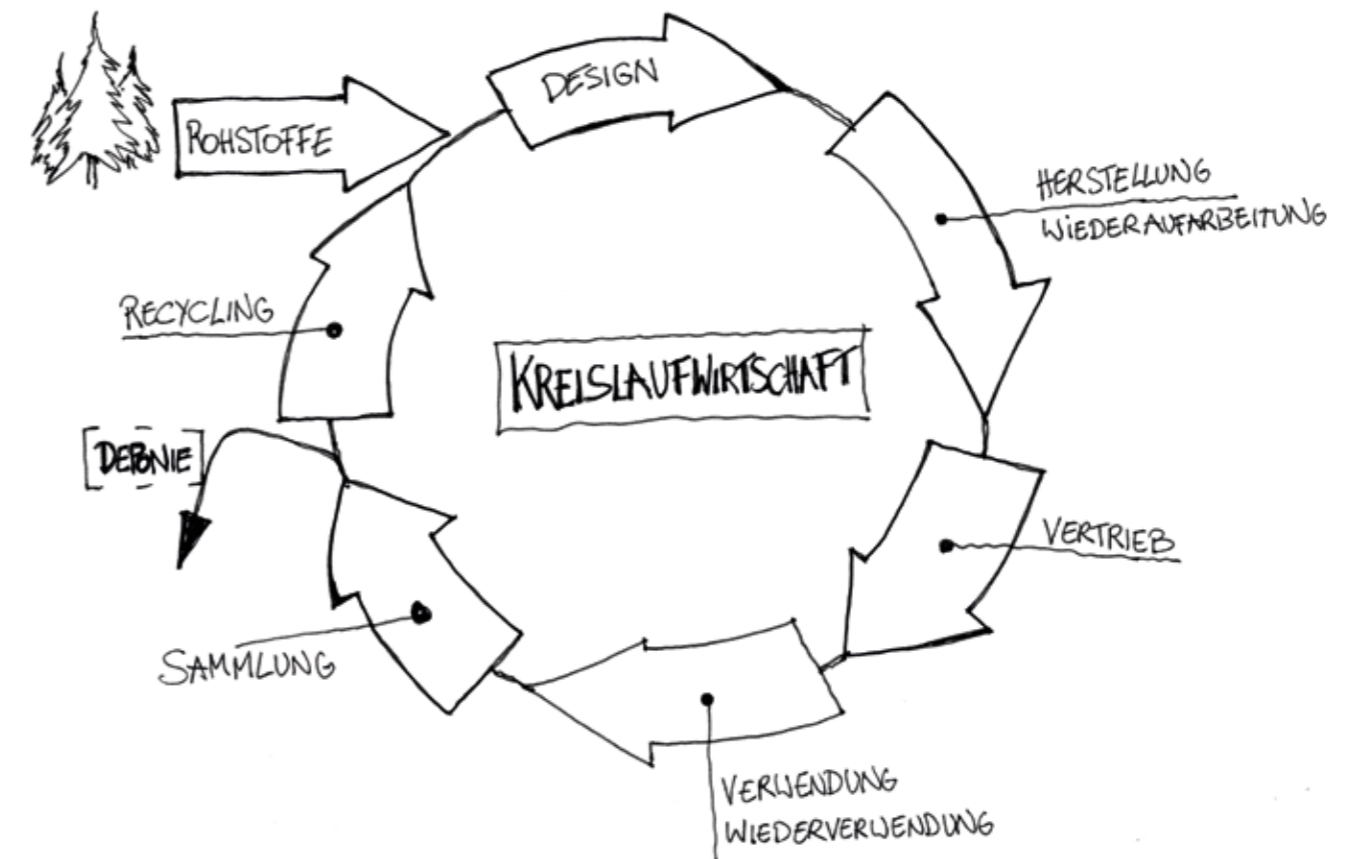 DESIGN
ROHSTOFFE
HERSTELLUNG
WIEDERAUFARBEITUNG
RECYCLING
KREISLAUFWIRTSCHAFT
DEPONIE
VERTRIEB
SAMMLUNG
VERWENDUNG
WIEDERVERWENDUNG